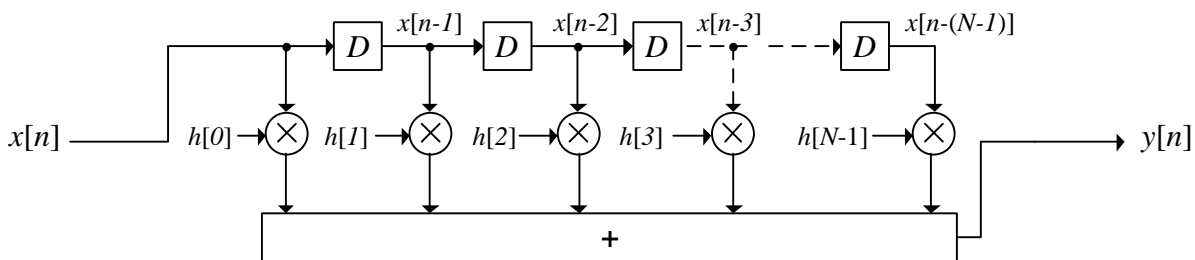 x[n-1] x[n-2] x[n-3] x[n-(N-1)]
D D D D
x[n] h[0] h[1] h[2] h[3] h[N-1] y[n]
+